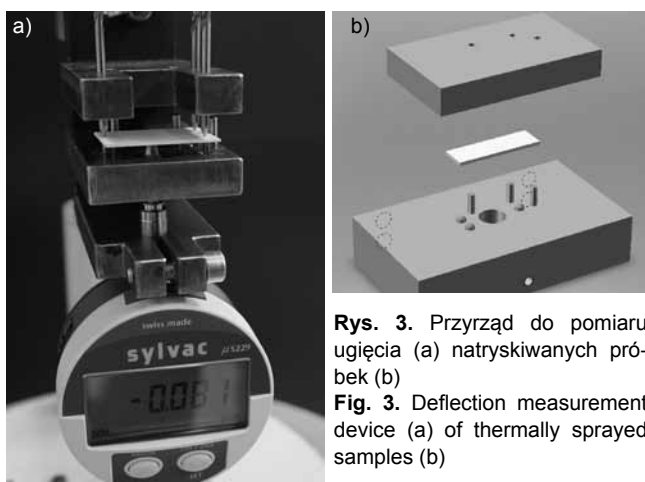 a)
swiss made
sylvac µS229
-0.06
b)
Rys. 3. Przyrząd do pomiaru
ugięcia (a) natryskiwanych pró-
bek (b)
Fig. 3. Deflection measurement
device (a) of thermally sprayed
samples (b)